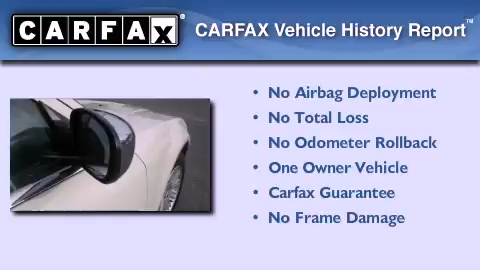 CARFAX® CARFAX Vehicle History Report™
• No Airbag Deployment
• No Total Loss
• No Odometer Rollback
• One Owner Vehicle
• Carfax Guarantee
• No Frame Damage